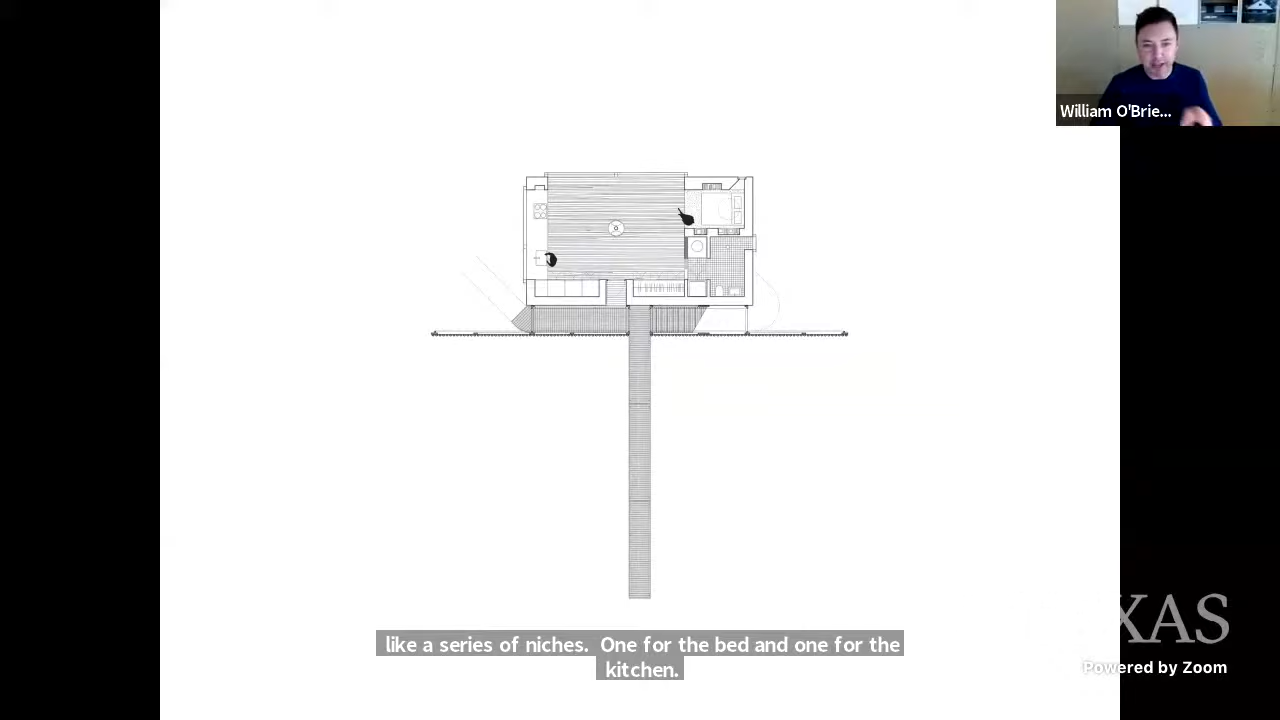 William O'Brie...
like a series of niches.  One for the bed and one for the
kitchen.
XAS
Powered by Zoom